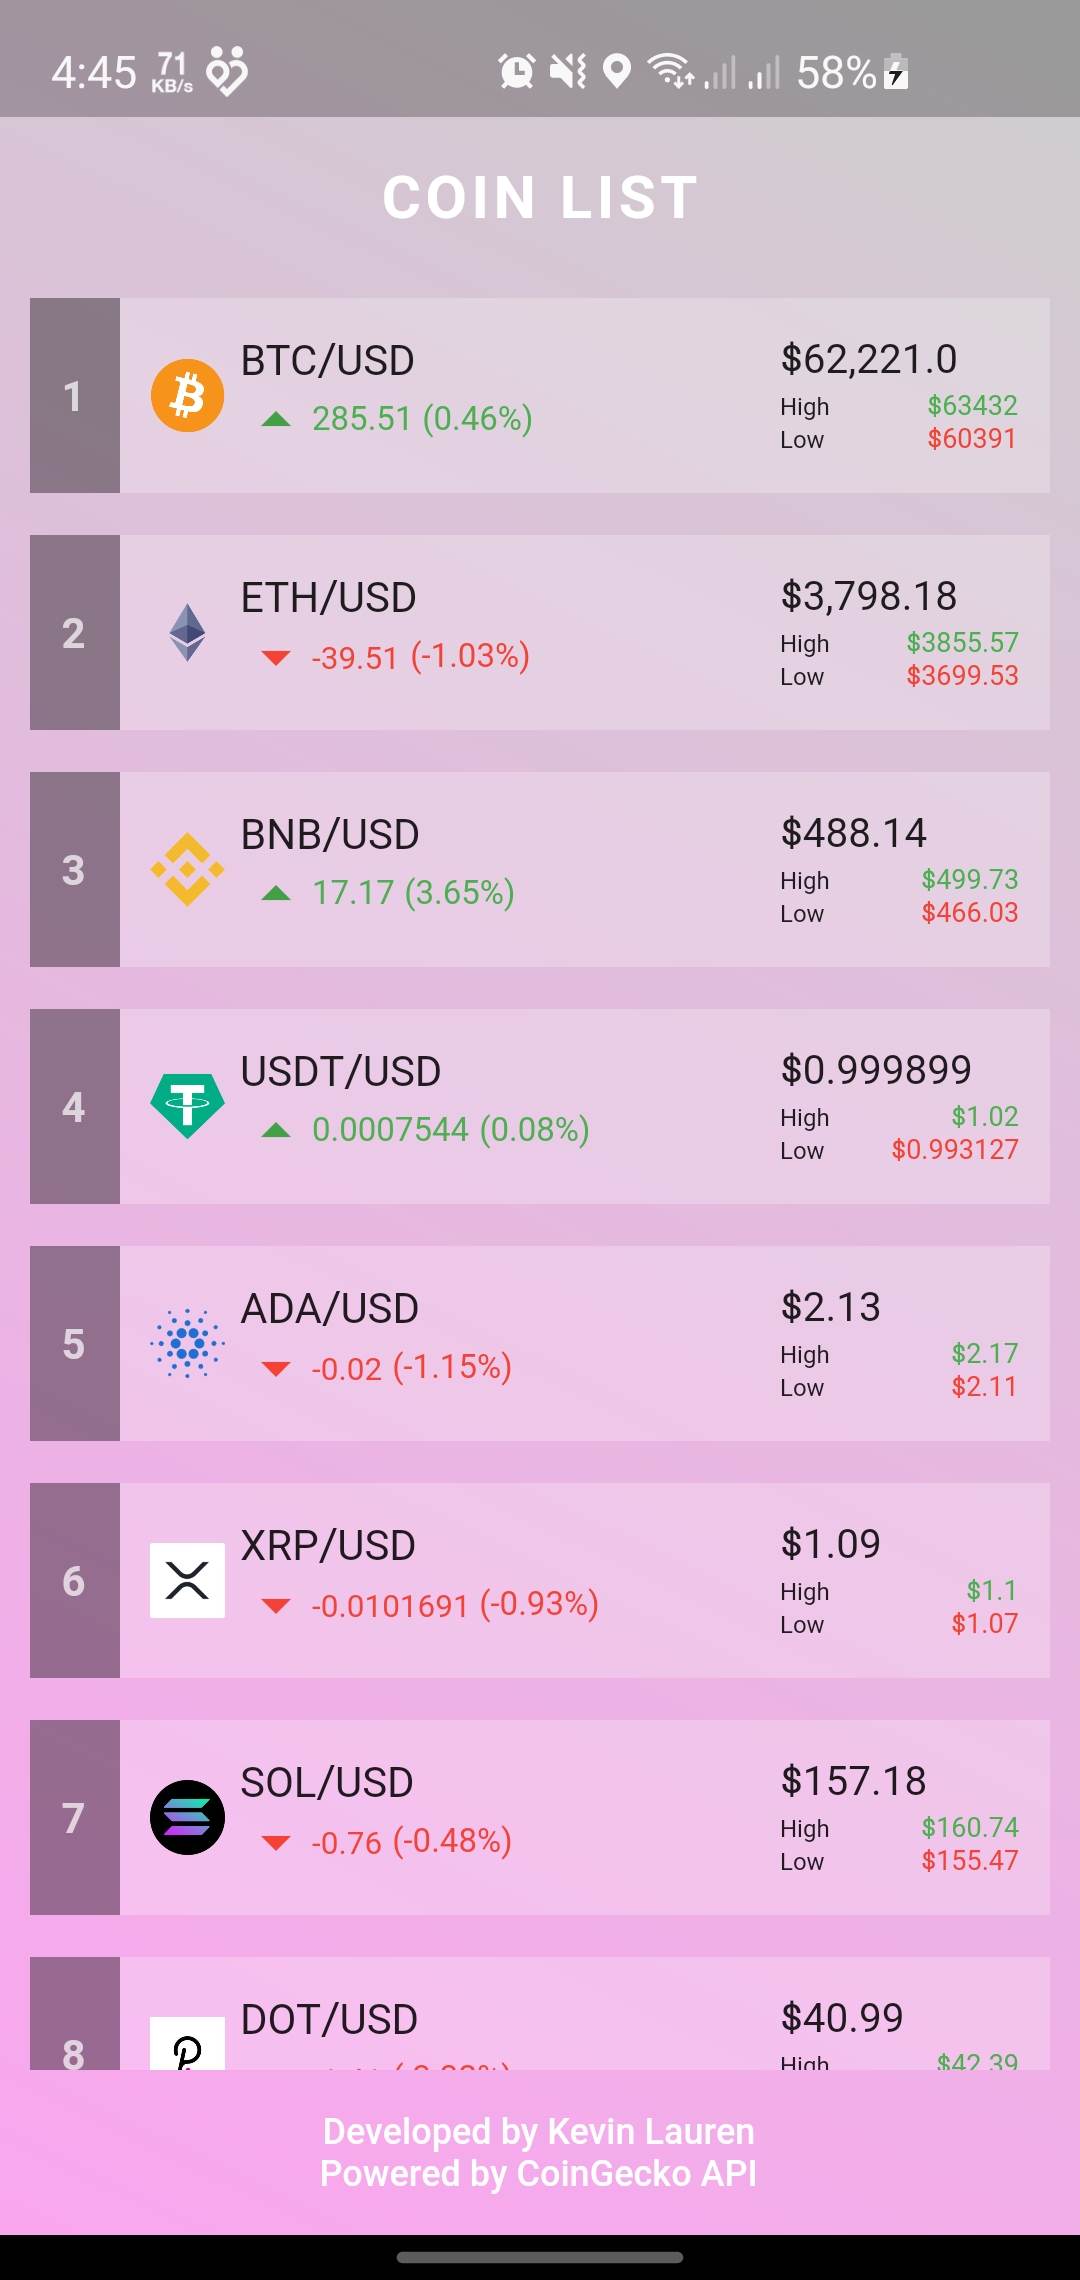 4:45 71 KB/s 58%
COIN LIST
1 BTC/USD $62,221.0
285.51 (0.46%) High $63432
Low $60391
2 ETH/USD $3,798.18
-39.51 (-1.03%) High $3855.57
Low $3699.53
3 BNB/USD $488.14
17.17 (3.65%) High $499.73
Low $466.03
4 USDT/USD $0.999899
0.0007544 (0.08%) High $1.02
Low $0.993127
5 ADA/USD $2.13
-0.02 (-1.15%) High $2.17
Low $2.11
6 XRP/USD $1.09
-0.0101691 (-0.93%) High $1.1
Low $1.07
7 SOL/USD $157.18
-0.76 (-0.48%) High $160.74
Low $155.47
8 DOT/USD $40.99
High $42.39
Developed by Kevin Lauren
Powered by CoinGecko API